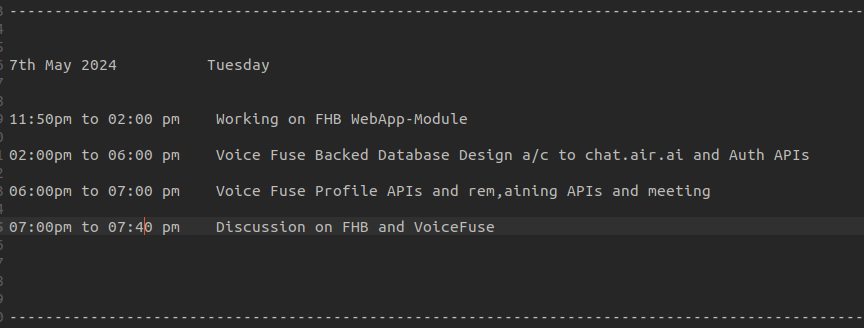 --------------------------------------------------------------------------------------------------
7th May 2024          Tuesday
11:50pm to 02:00 pm    Working on FHB WebApp-Module
02:00pm to 06:00 pm    Voice Fuse Backed Database Design a/c to chat.air.ai and Auth APIs
06:00pm to 07:00 pm    Voice Fuse Profile APIs and rem,aining APIs and meeting
07:00pm to 07:40 pm    Discussion on FHB and VoiceFuse
--------------------------------------------------------------------------------------------------